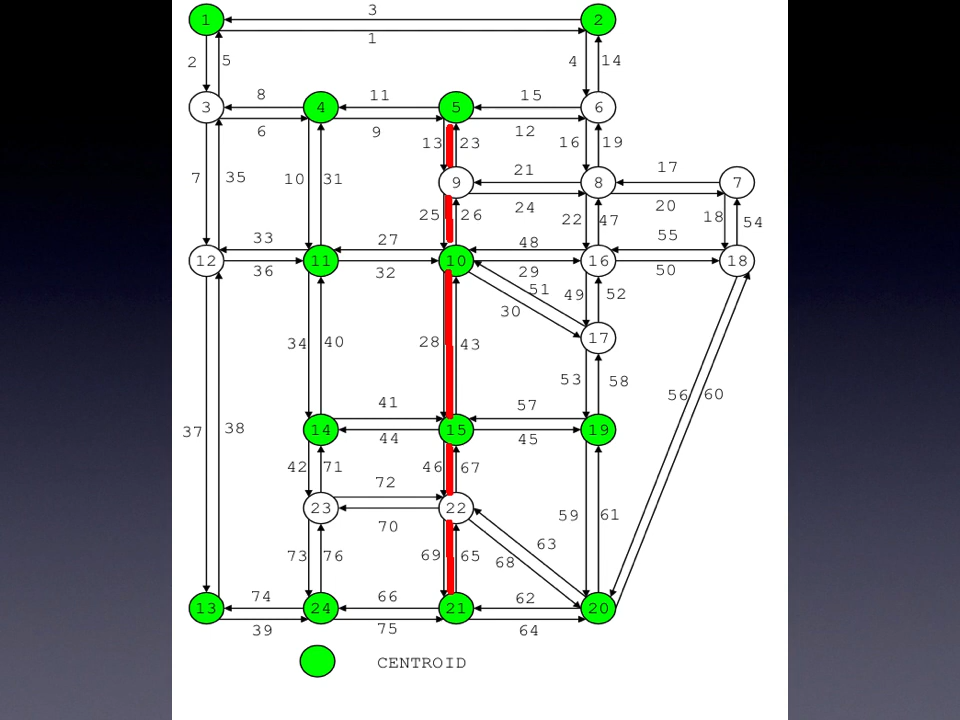 3
1 2
1
2 5 4 14
8 11 15
3 4 5 6
6 9 12
13 23 16 19
21 17
7 35 10 31 9 8 7
24 20
25 26 22 47 18 54
33 27 48 55
12 11 10 16 18
36 32 29 50
51 49 52
30
17
34 40 28 43
53 58
56 60
41 57
37 38 14 15 19
44 45
42 71 46 67
72
23 22
70 59 61
63
73 76 69 65 68
74 66 62
13 24 21 20
39 75 64
CENTROID